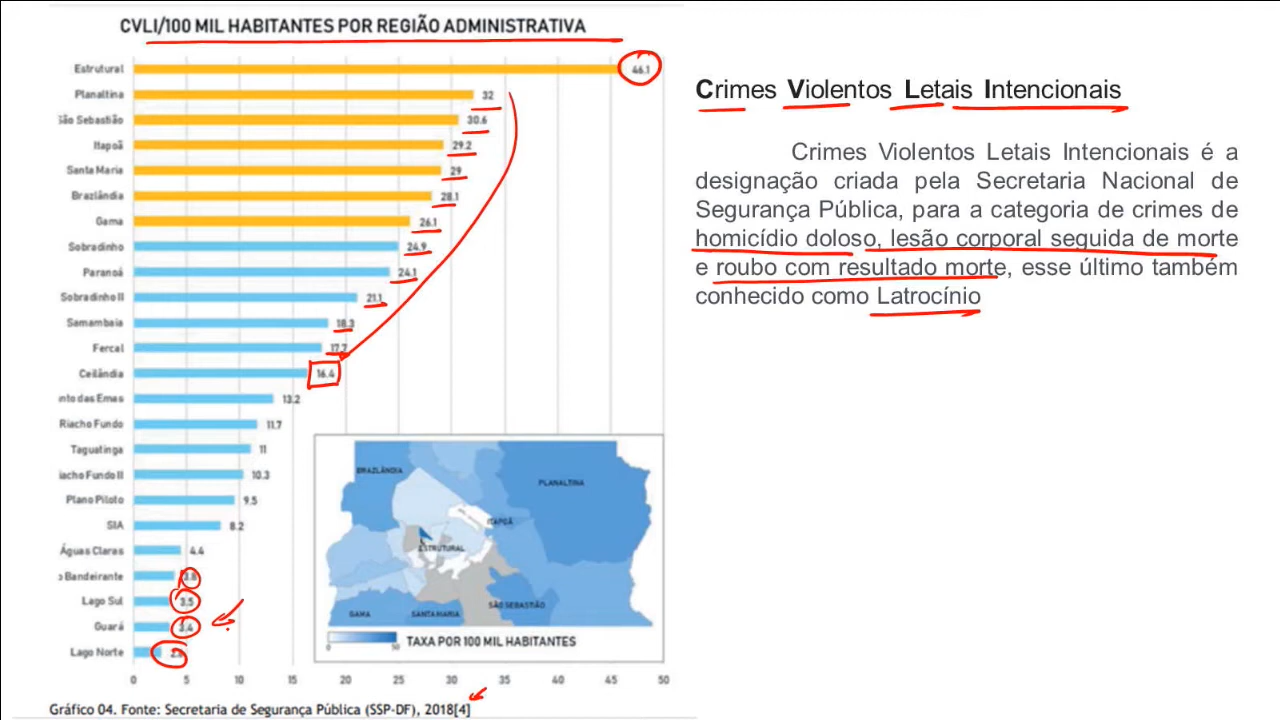 CVLI/100 MIL HABITANTES POR REGIÃO ADMINISTRATIVA
Estrutural 46.1
Planaltina 32
São Sebastião 30.6
Itapoã 29.2
Santa Maria 29
Brazlândia 28.1
Gama 26.1
Sobradinho 24.9
Paranoá 24.1
Sobradinho II 21.1
Samambaia 18.3
Fercal 17.7
Ceilândia 16.4
nto das Emas 13.2
Riacho Fundo 11.7
Taguatinga 11
iacho Fundo II 10.3
Plano Piloto 9.5
SIA 8.2
Águas Claras 4.4
o Bandeirante 3.8
Lago Sul 3.5
Guará 3.4
Lago Norte
0 5 10 15 20 25 30 35 40 45 50
BRAZLÂNDIA
PLANALTINA
ITAPOÃ
ESTRUTURAL
SÃO SEBASTIÃO
GAMA
SANTA MARIA
0 50
TAXA POR 100 MIL HABITANTES
Gráfico 04. Fonte: Secretaria de Segurança Pública (SSP-DF), 2018[4]
Crimes Violentos Letais Intencionais
Crimes Violentos Letais Intencionais é a
designação criada pela Secretaria Nacional de
Segurança Pública, para a categoria de crimes de
homicídio doloso, lesão corporal seguida de morte
e roubo com resultado morte, esse último também
conhecido como Latrocínio